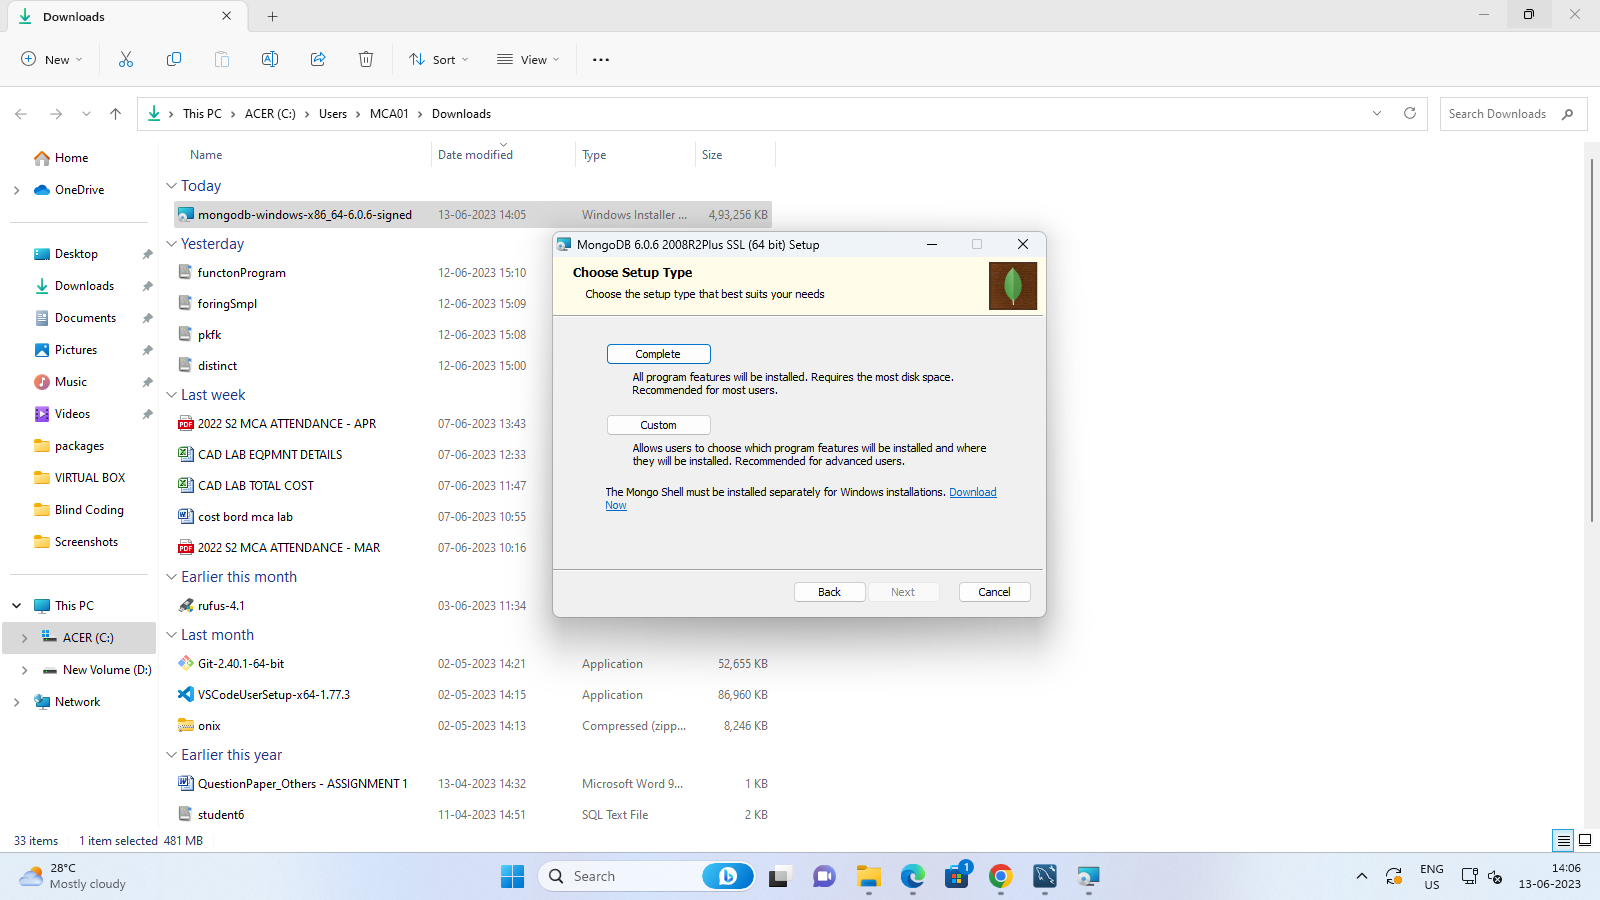 Downloads
New
Sort
View
This PC
ACER (C:)
Users
MCA01
Downloads
Search Downloads
Home
OneDrive
Desktop
Downloads
Documents
Pictures
Music
Videos
packages
VIRTUAL BOX
Blind Coding
Screenshots
This PC
ACER (C:)
New Volume (D:)
Network
Name Date modified Type Size
Today
mongodb-windows-x86_64-6.0.6-signed 13-06-2023 14:05 Windows Installer ... 4,93,256 KB
Yesterday
functonProgram 12-06-2023 15:10
foringSmpl 12-06-2023 15:09
pkfk 12-06-2023 15:08
distinct 12-06-2023 15:00
Last week
2022 S2 MCA ATTENDANCE - APR 07-06-2023 13:43
CAD LAB EQPMNT DETAILS 07-06-2023 12:33
CAD LAB TOTAL COST 07-06-2023 11:47
cost bord mca lab 07-06-2023 10:55
2022 S2 MCA ATTENDANCE - MAR 07-06-2023 10:16
Earlier this month
rufus-4.1 03-06-2023 11:34
Last month
Git-2.40.1-64-bit 02-05-2023 14:21 Application 52,655 KB
VSCodeUserSetup-x64-1.77.3 02-05-2023 14:15 Application 86,960 KB
onix 02-05-2023 14:13 Compressed (zipp... 8,246 KB
Earlier this year
QuestionPaper_Others - ASSIGNMENT 1 13-04-2023 14:32 Microsoft Word 9... 1 KB
student6 11-04-2023 14:51 SQL Text File 2 KB
MongoDB 6.0.6 2008R2Plus SSL (64 bit) Setup
Choose Setup Type
Choose the setup type that best suits your needs
Complete
All program features will be installed. Requires the most disk space.
Recommended for most users.
Custom
Allows users to choose which program features will be installed and where
they will be installed. Recommended for advanced users.
The Mongo Shell must be installed separately for Windows installations. Download
Now
Back
Next
Cancel
33 items 1 item selected 481 MB
28°C
Mostly cloudy
Search
1
ENG
US
14:06
13-06-2023
PDF
PDF